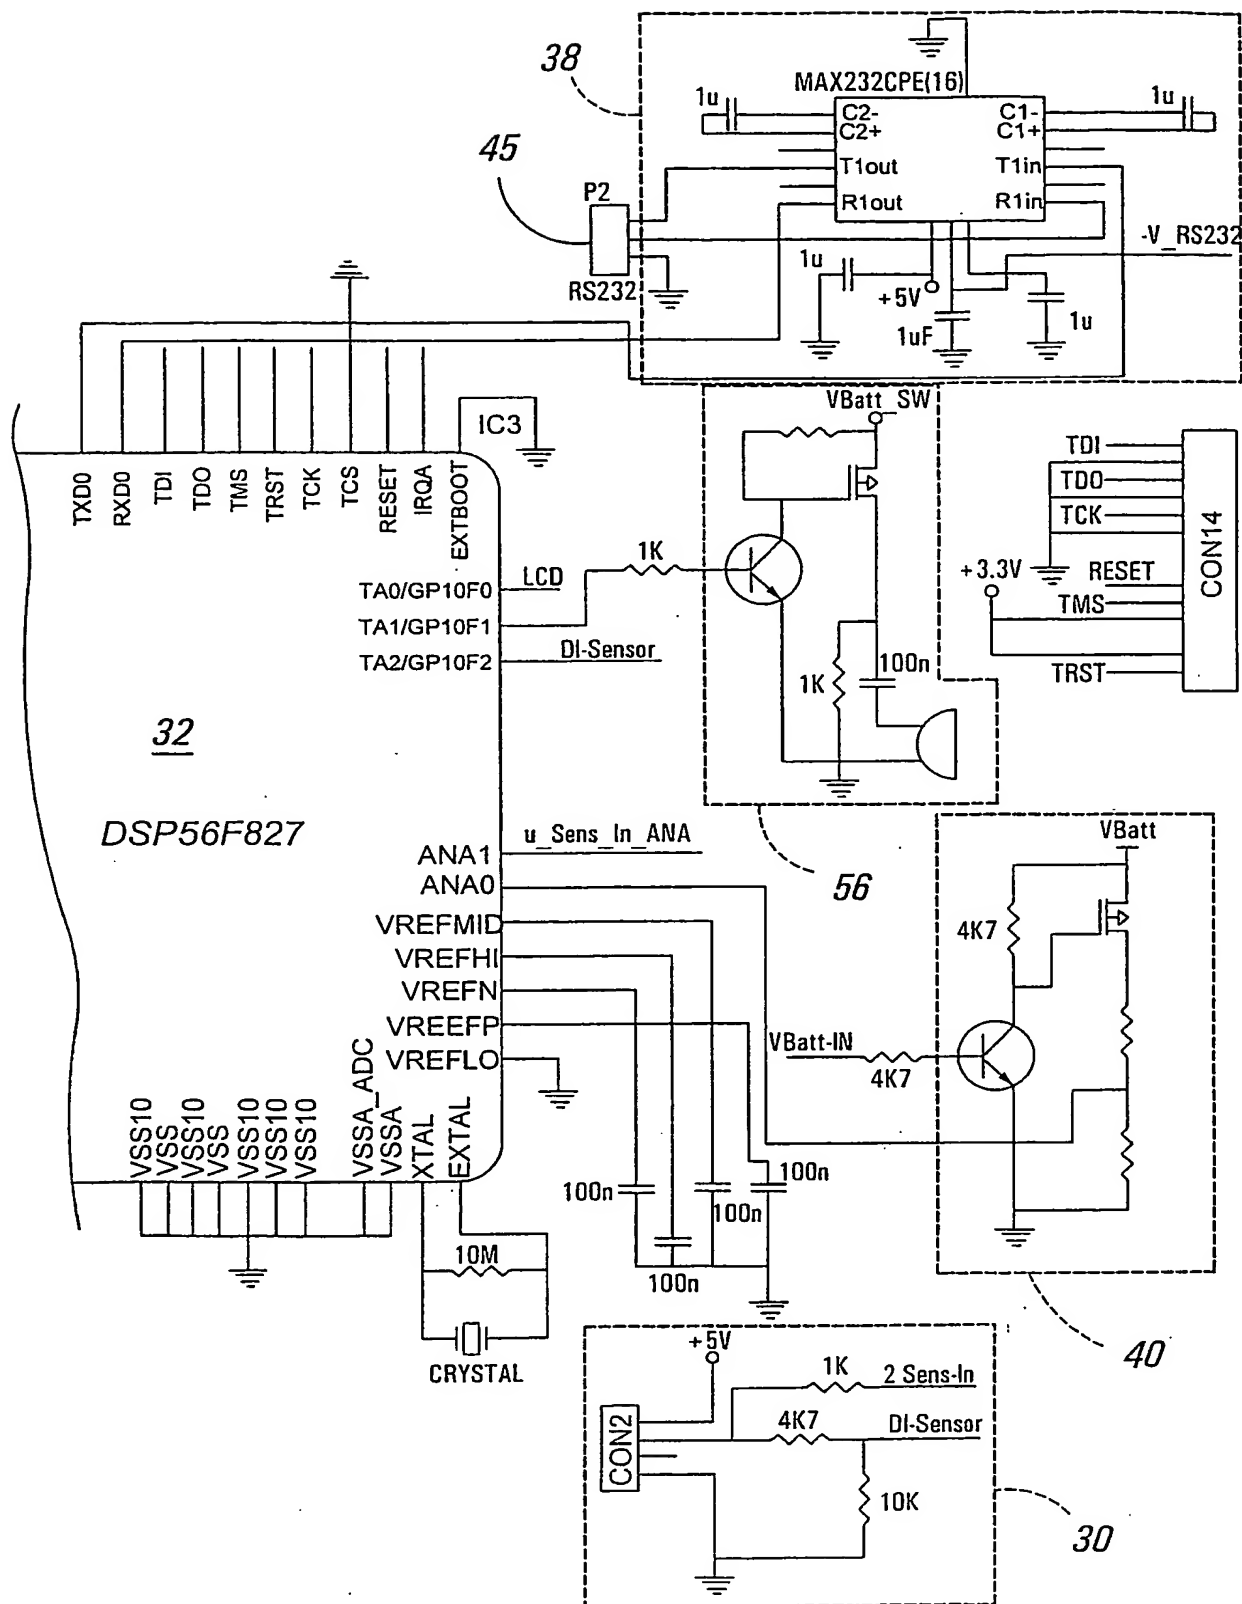 38
MAX232CPE(16)
1u
C2-
C2+
C1-
C1+
1u
45
T1out
T1in
P2
R1out
R1in
-V_RS232
1u
RS232
+5V
1uF
1u
VBatt_SW
IC3
TXD0
RXD0
TDI
TDO
TMS
TRST
TCK
TCS
RESET
IRQA
EXTBOOT
TDI
TDO
TCK
CON14
+3.3V
RESET
TMS
TRST
1K
TA0/GP10F0
LCD
TA1/GP10F1
TA2/GP10F2
DI-Sensor
1K
100n
32
DSP56F827
u_Sens_In_ANA
ANA1
ANA0
56
VBatt
VREFMID
VREFHI
VREFN
VREEFP
VREFLO
4K7
VBatt-IN
4K7
VSS10
VSS
VSS10
VSS
VSS10
VSS10
VSS10
VSSA_ADC
VSSA
XTAL
EXTAL
100n
100n
100n
100n
10M
CRYSTAL
40
+5V
1K
2 Sens-In
CON2
4K7
DI-Sensor
10K
30